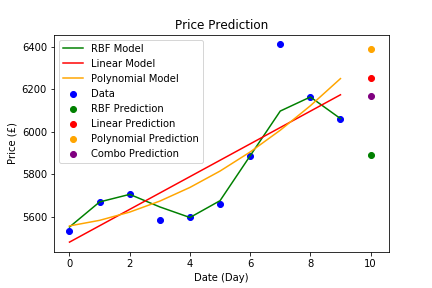 Price Prediction
6400
6200
6000
5800
5600
Price (£)
RBF Model
Linear Model
Polynomial Model
Data
RBF Prediction
Linear Prediction
Polynomial Prediction
Combo Prediction
0 2 4 6 8 10
Date (Day)